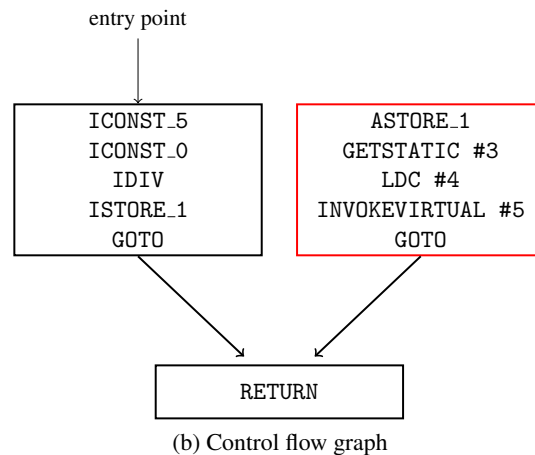 entry point
ICONST_5
ICONST_0
IDIV
ISTORE_1
GOTO
ASTORE_1
GETSTATIC #3
LDC #4
INVOKEVIRTUAL #5
GOTO
RETURN
(b) Control flow graph